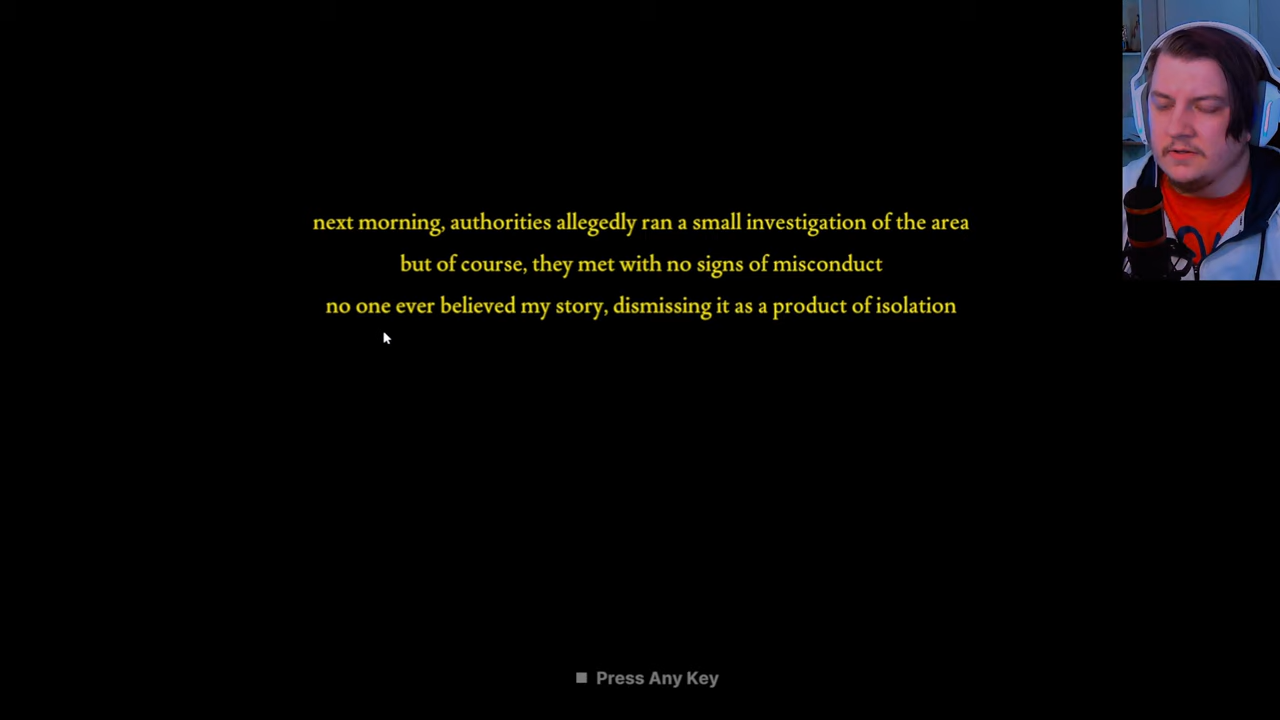 next morning, authorities allegedly ran a small investigation of the area
but of course, they met with no signs of misconduct
no one ever believed my story, dismissing it as a product of isolation
Press Any Key